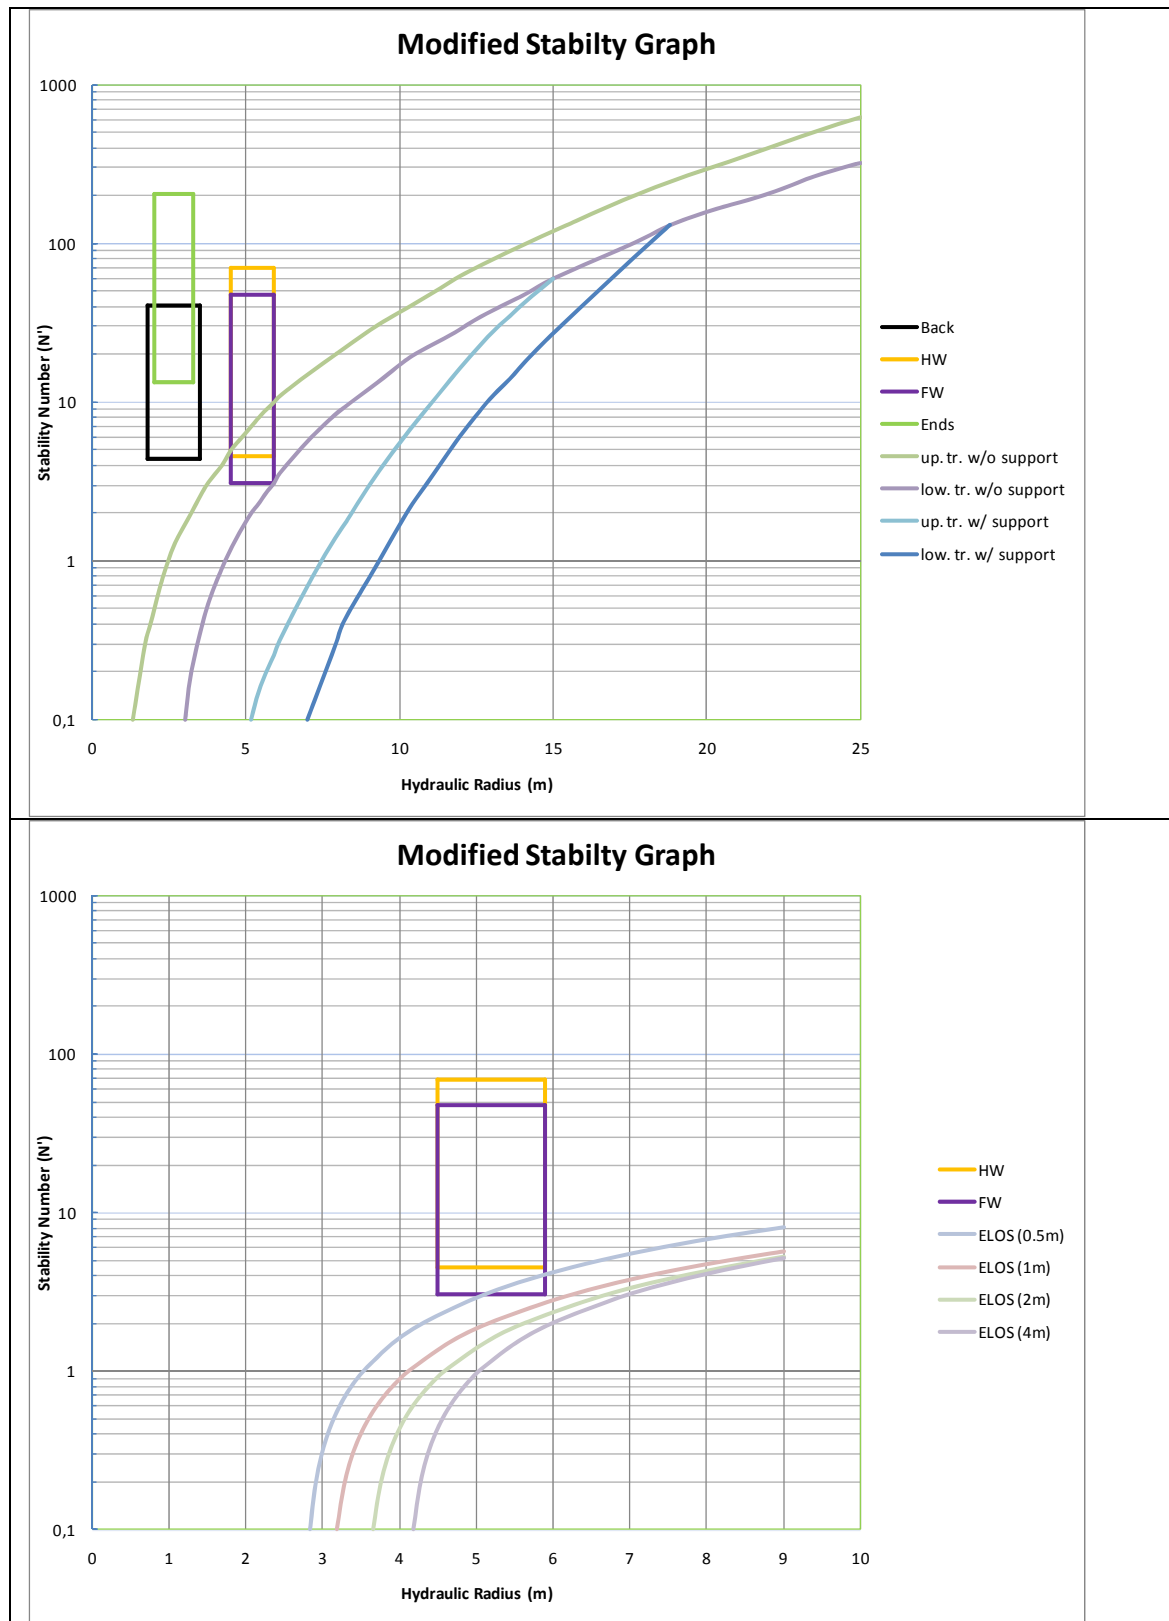 Modified Stabilty Graph
Stability Number (N')
1000
100
10
1
0,1
0 5 10 15 20 25
Hydraulic Radius (m)
Back
HW
FW
Ends
up. tr. w/o support
low. tr. w/o support
up. tr. w/ support
low. tr. w/ support
Modified Stabilty Graph
Stability Number (N')
1000
100
10
1
0,1
0 1 2 3 4 5 6 7 8 9 10
Hydraulic Radius (m)
HW
FW
ELOS (0.5m)
ELOS (1m)
ELOS (2m)
ELOS (4m)